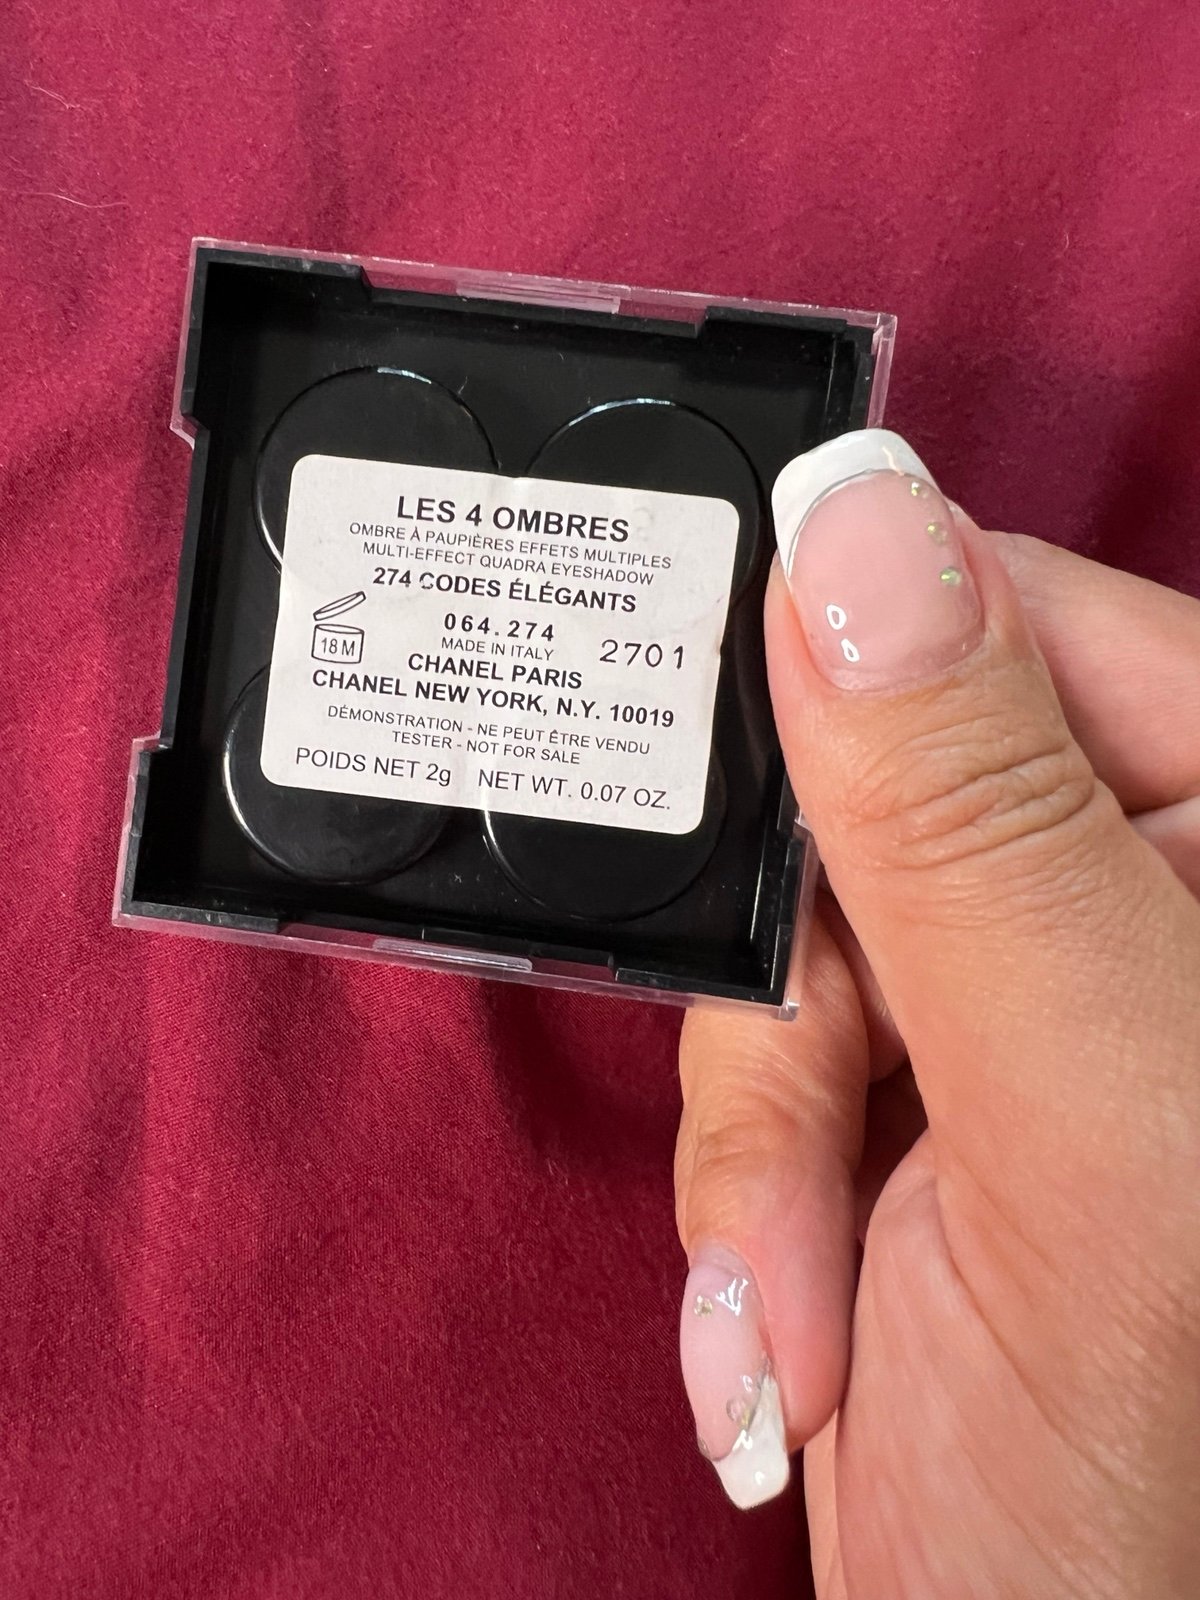 LES 4 OMBRES
OMBRE À PAUPIÈRES EFFETS MULTIPLES
MULTI-EFFECT QUADRA EYESHADOW
274 CODES ÉLÉGANTS
18 M
064.274
MADE IN ITALY
2701
CHANEL PARIS
CHANEL NEW YORK, N.Y. 10019
DÉMONSTRATION - NE PEUT ÊTRE VENDU
TESTER - NOT FOR SALE
POIDS NET 2g NET WT. 0.07 OZ.